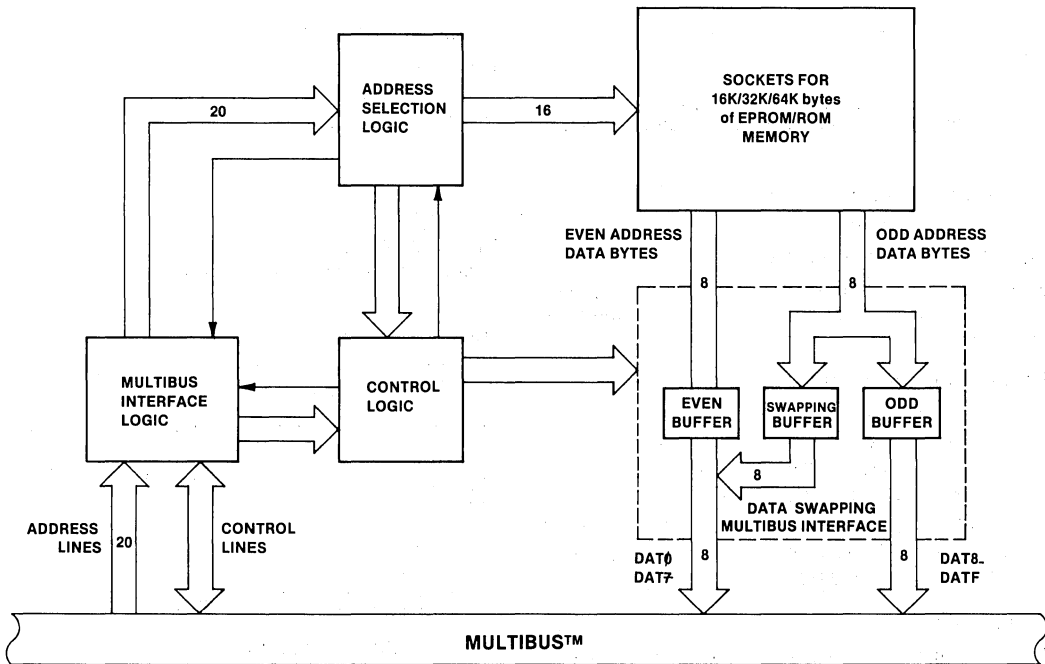 ADDRESS
SELECTION
LOGIC
20
16
SOCKETS FOR
16K/32K/64K bytes
of EPROM/ROM
MEMORY
EVEN ADDRESS
DATA BYTES
ODD ADDRESS
DATA BYTES
8
8
MULTIBUS
INTERFACE
LOGIC
CONTROL
LOGIC
EVEN
BUFFER
SWAPPING
BUFFER
ODD
BUFFER
8
DATA SWAPPING
MULTIBUS INTERFACE
ADDRESS
LINES
20
CONTROL
LINES
DAT0
DAT7
8
8
DAT8-
DATF
MULTIBUS™